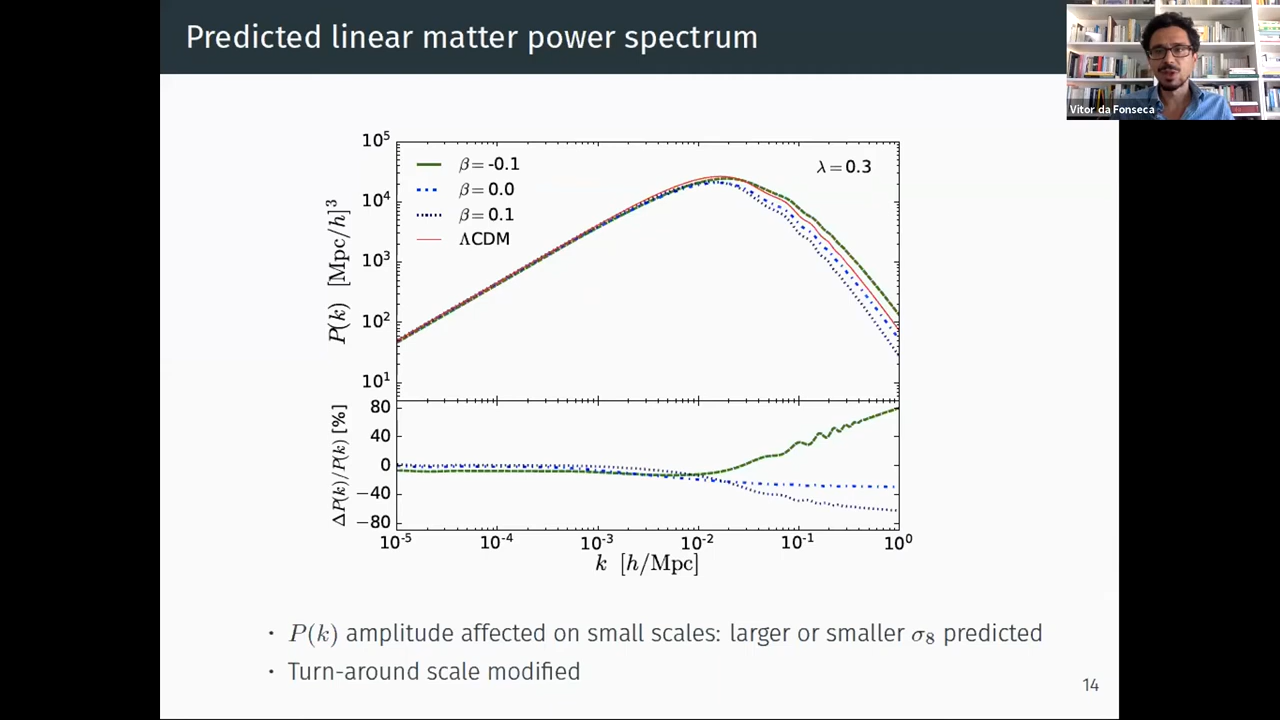 Predicted linear matter power spectrum
Vitor da Fonseca
β = -0.1
β = 0.0
β = 0.1
ΛCDM
λ = 0.3
P(k) [Mpc/h]³
10⁵
10⁴
10³
10²
10¹
ΔP(k)/P(k) [%]
80
40
0
−40
−80
10⁻⁵ 10⁻⁴ 10⁻³ 10⁻² 10⁻¹ 10⁰
k [h/Mpc]
· P(k) amplitude affected on small scales: larger or smaller σ₈ predicted
· Turn-around scale modified
14